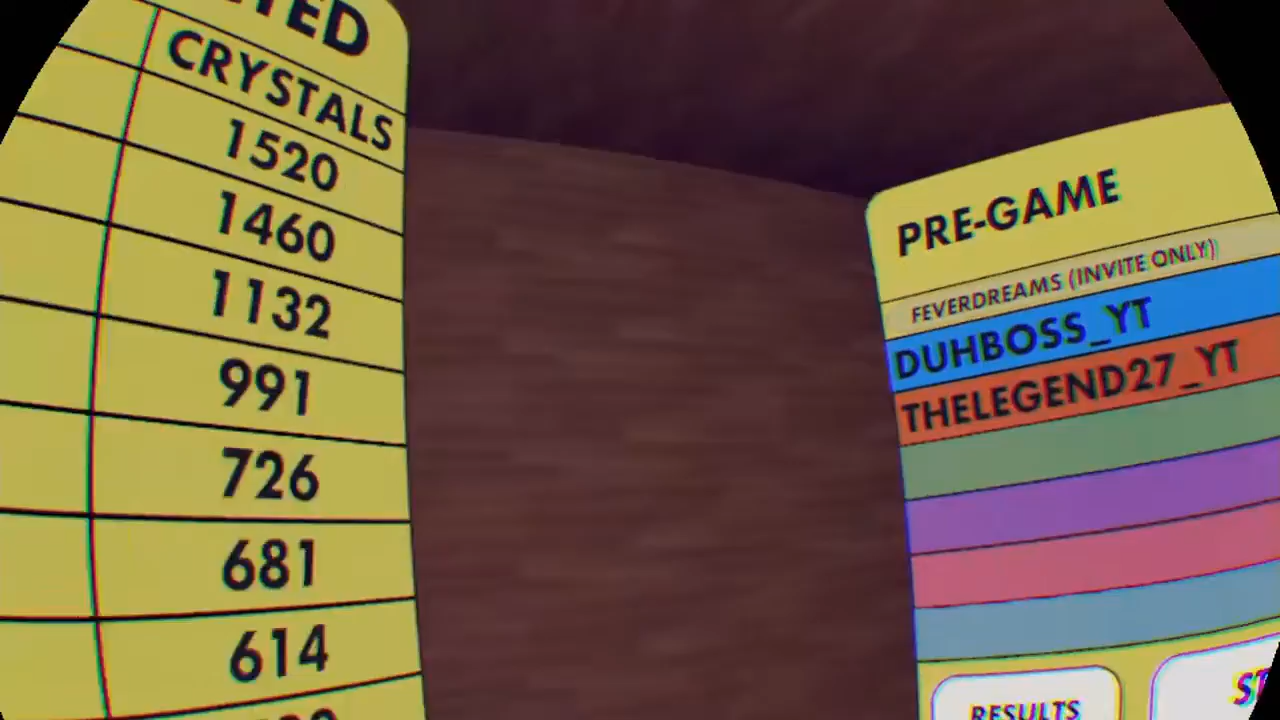 CRYSTALS
1520
1460
1132
991
726
681
614
PRE-GAME
FEVERDREAMS (INVITE ONLY)
DUHBOSS_YT
THELEGEND27_YT
RESULTS